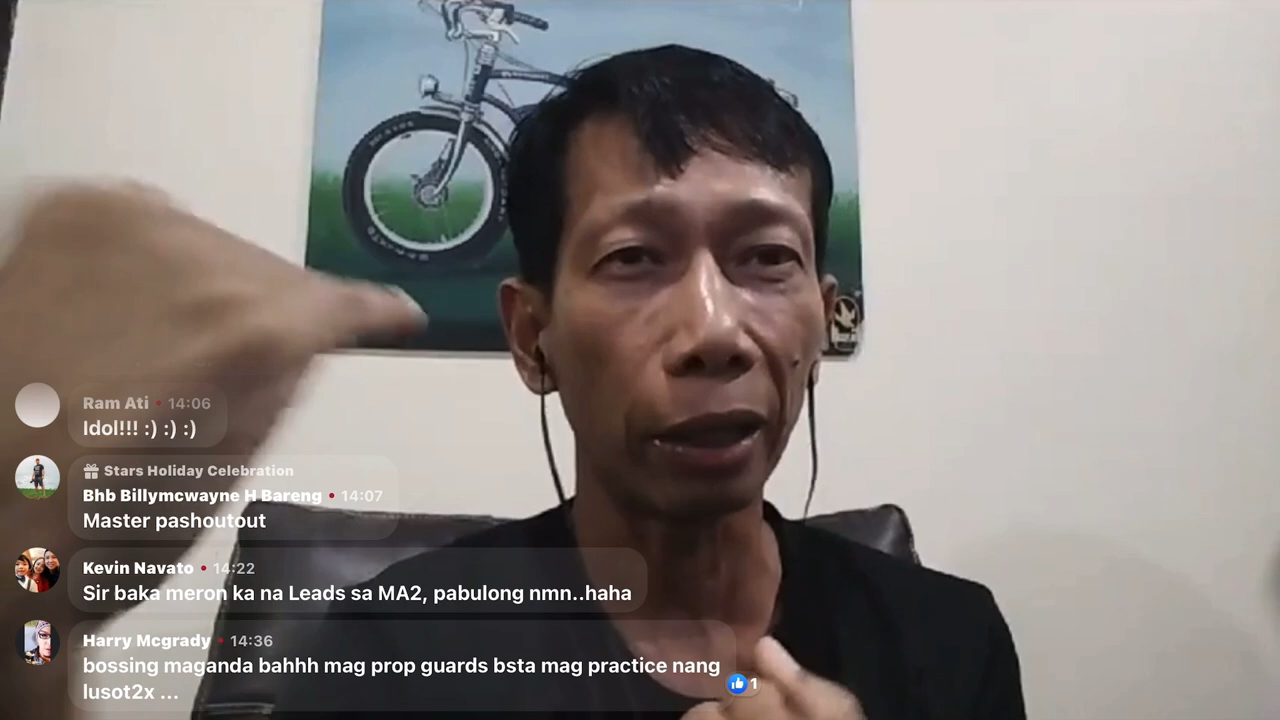 Ram Ati • 14:06
Idol!!! :) :) :)
Stars Holiday Celebration
Bhb Billymcwayne H Bareng • 14:07
Master pashoutout
Kevin Navato • 14:22
Sir baka meron ka na Leads sa MA2, pabulong nmn..haha
Harry Mcgrady • 14:36
bossing maganda bahhh mag prop guards bsta mag practice nang
lusot2x ...
1